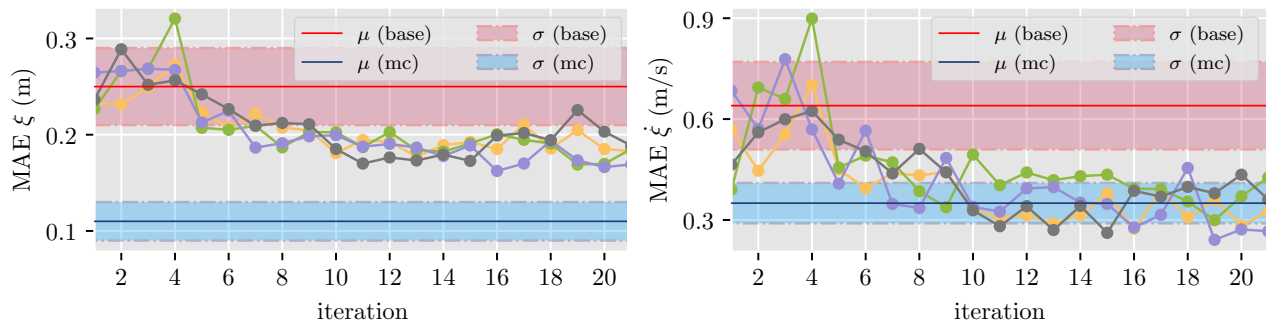 MAE ξ (m)
0.3
0.2
0.1
μ (base)
μ (mc)
σ (base)
σ (mc)
2 4 6 8 10 12 14 16 18 20
iteration
MAE ξ̇ (m/s)
0.9
0.6
0.3
μ (base)
μ (mc)
σ (base)
σ (mc)
2 4 6 8 10 12 14 16 18 20
iteration